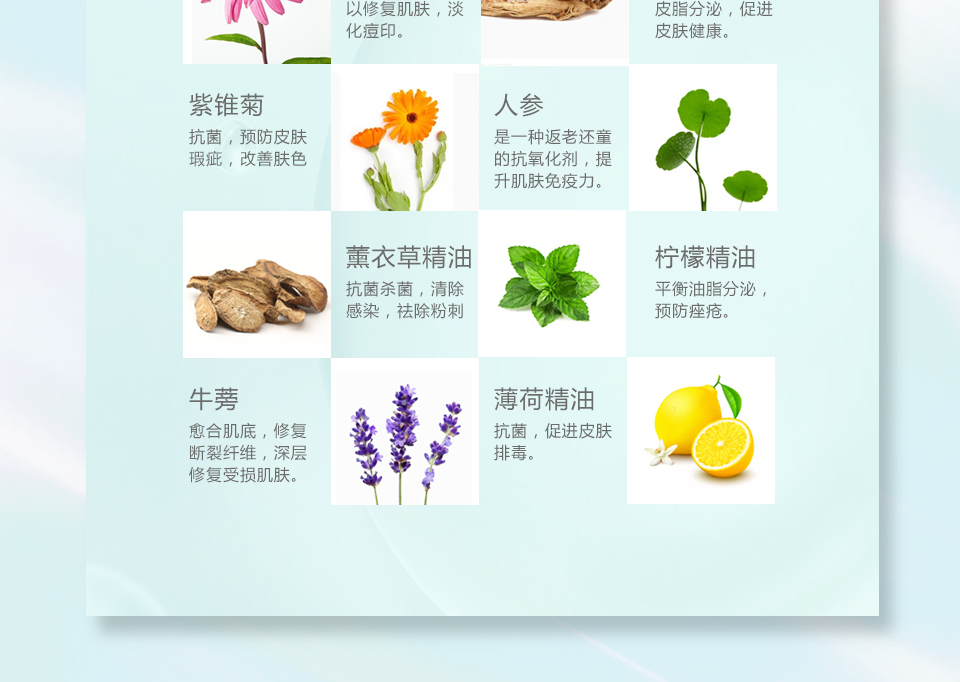 以修复肌肤，淡
化痘印。
皮脂分泌，促进
皮肤健康。
紫锥菊
抗菌，预防皮肤
瑕疵，改善肤色
人参
是一种返老还童
的抗氧化剂，提
升肌肤免疫力。
薰衣草精油
抗菌杀菌，清除
感染，祛除粉刺
柠檬精油
平衡油脂分泌，
预防痤疮。
牛蒡
愈合肌底，修复
断裂纤维，深层
修复受损肌肤。
薄荷精油
抗菌，促进皮肤
排毒。